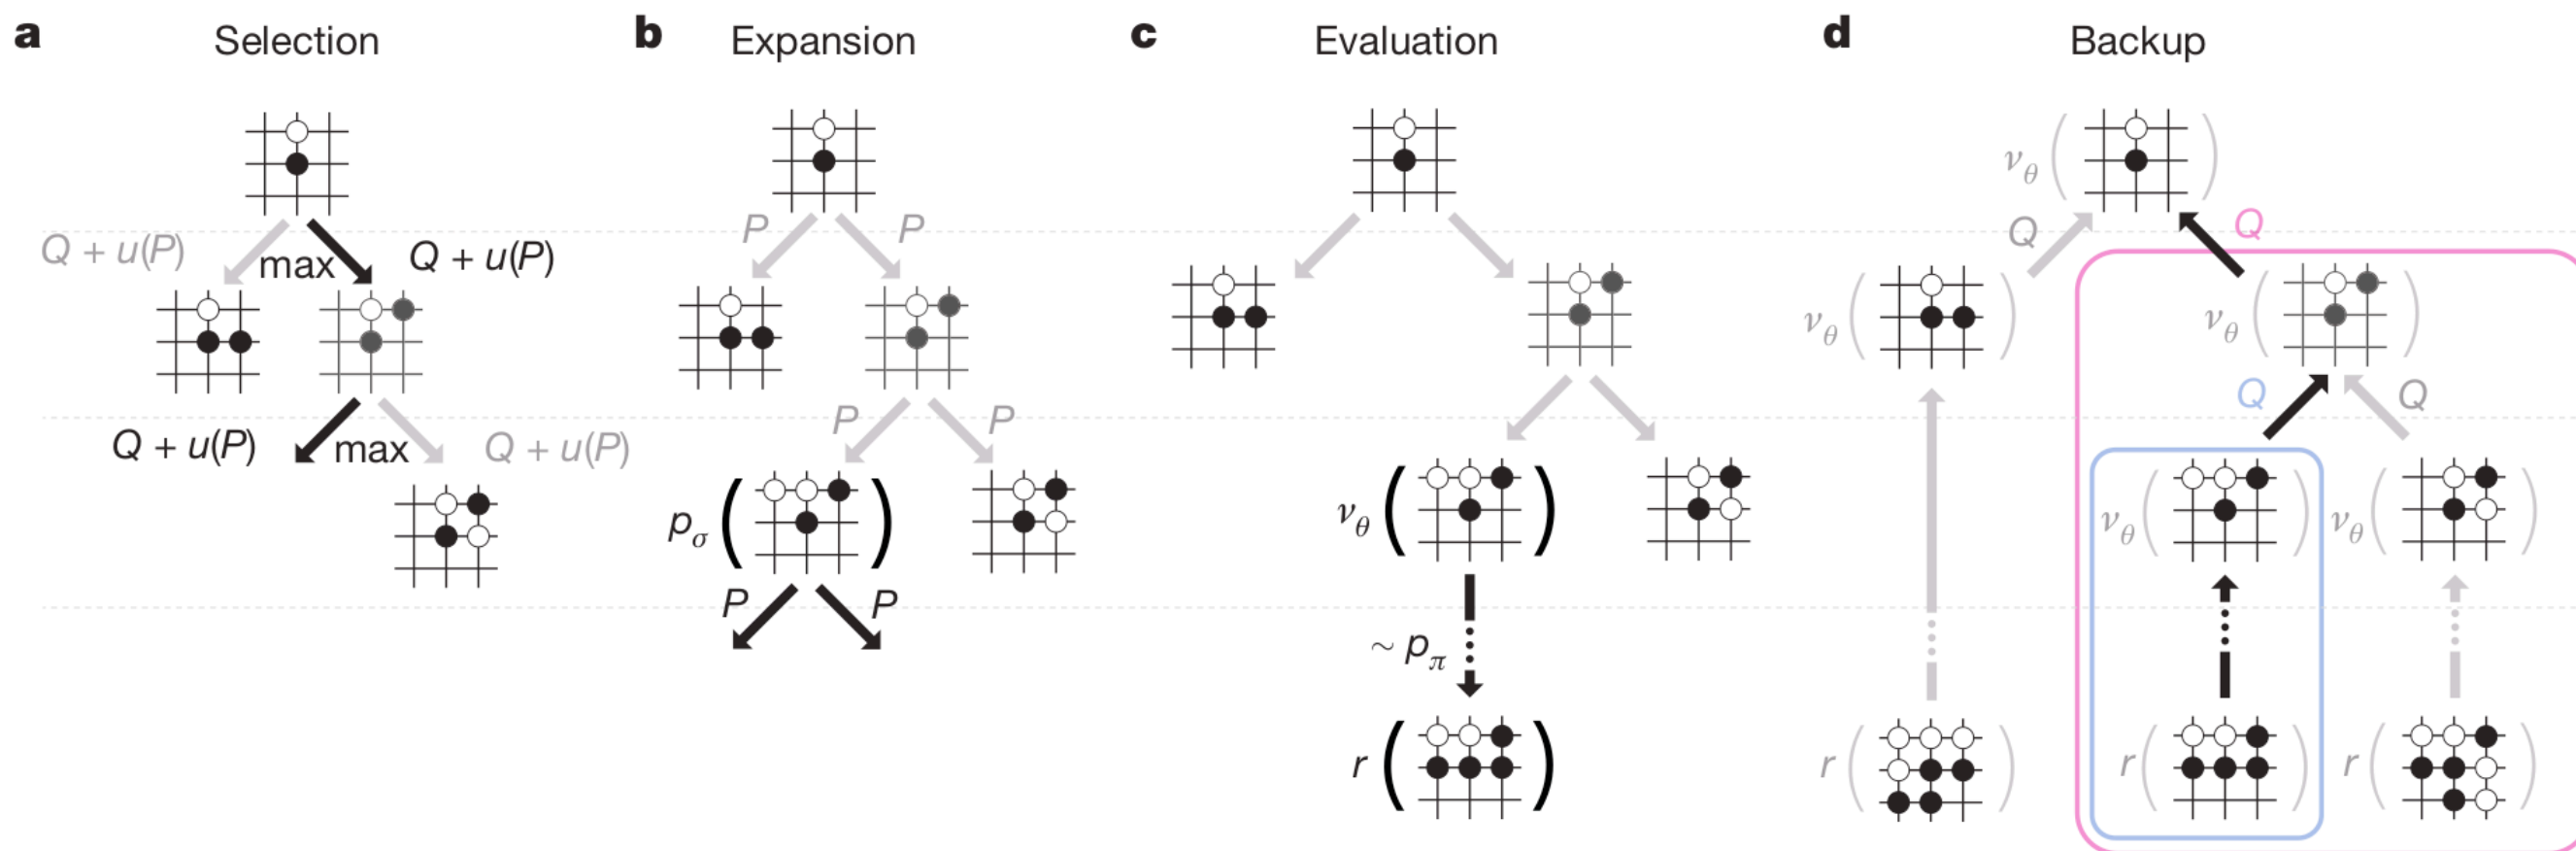 a Selection
Q + u(P) max Q + u(P)
Q + u(P) max Q + u(P)
b Expansion
P P
P P
pσ ( )
P P
c Evaluation
νθ ( )
~ pπ
r ( )
d Backup
νθ ( )
Q Q
νθ ( ) νθ ( )
Q Q
νθ ( ) νθ ( )
r ( ) r ( ) r ( )